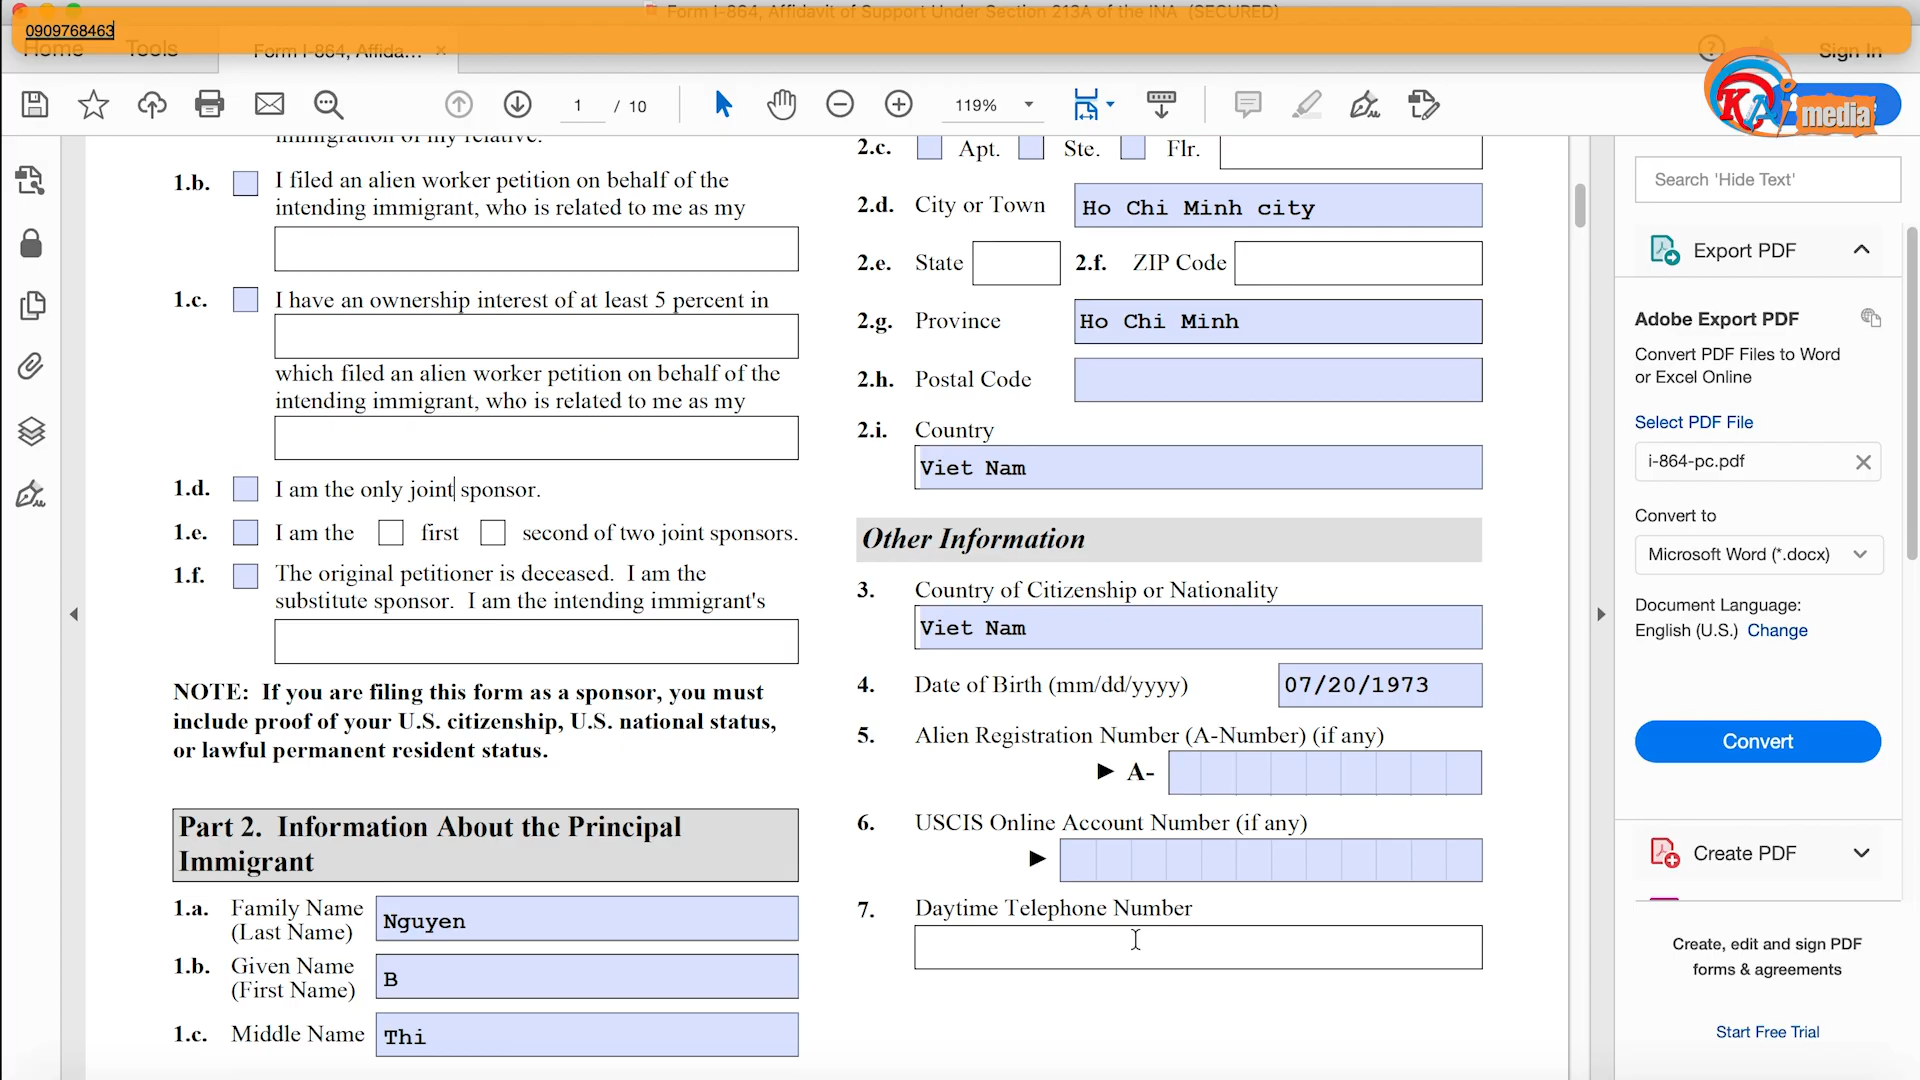 Form I-864, Affidavit of Support Under Section 213A of the INA (SECURED)
0909768463
Home Tools Form I-864, Affida... × Sign In
1 / 10 119%
KAi media
immigration of my relative.
1.b. I filed an alien worker petition on behalf of the
intending immigrant, who is related to me as my
1.c. I have an ownership interest of at least 5 percent in
which filed an alien worker petition on behalf of the
intending immigrant, who is related to me as my
1.d. I am the only joint sponsor.
1.e. I am the first second of two joint sponsors.
1.f. The original petitioner is deceased. I am the
substitute sponsor. I am the intending immigrant's
NOTE: If you are filing this form as a sponsor, you must
include proof of your U.S. citizenship, U.S. national status,
or lawful permanent resident status.
Part 2. Information About the Principal
Immigrant
1.a. Family Name
(Last Name)
Nguyen
1.b. Given Name
(First Name)
B
1.c. Middle Name Thi
2.c. Apt. Ste. Flr.
2.d. City or Town Ho Chi Minh city
2.e. State 2.f. ZIP Code
2.g. Province Ho Chi Minh
2.h. Postal Code
2.i. Country
Viet Nam
Other Information
3. Country of Citizenship or Nationality
Viet Nam
4. Date of Birth (mm/dd/yyyy) 07/20/1973
5. Alien Registration Number (A-Number) (if any)
► A-
6. USCIS Online Account Number (if any)
►
7. Daytime Telephone Number
Search 'Hide Text'
Export PDF
Adobe Export PDF
Convert PDF Files to Word
or Excel Online
Select PDF File
i-864-pc.pdf
Convert to
Microsoft Word (*.docx)
Document Language:
English (U.S.) Change
Convert
Create PDF
Create, edit and sign PDF
forms & agreements
Start Free Trial